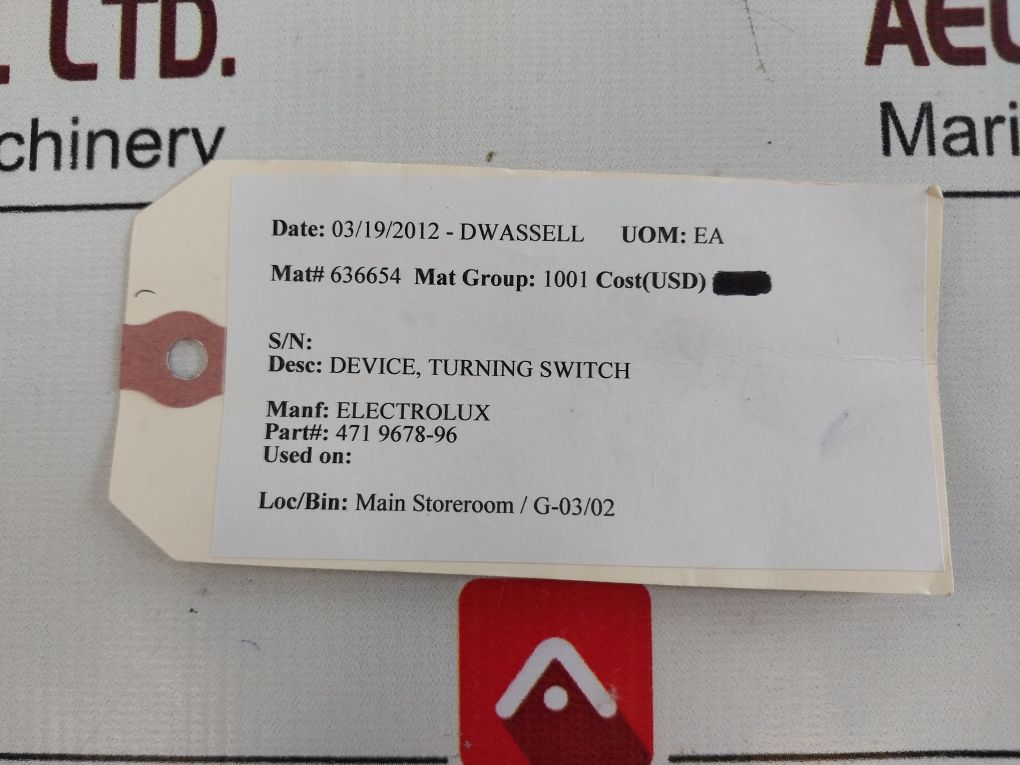 . LTD.
chinery
AEL
Mari
Date: 03/19/2012 - DWASSELL UOM: EA
Mat# 636654 Mat Group: 1001 Cost(USD)
S/N:
Desc: DEVICE, TURNING SWITCH
Manf: ELECTROLUX
Part#: 471 9678-96
Used on:
Loc/Bin: Main Storeroom / G-03/02